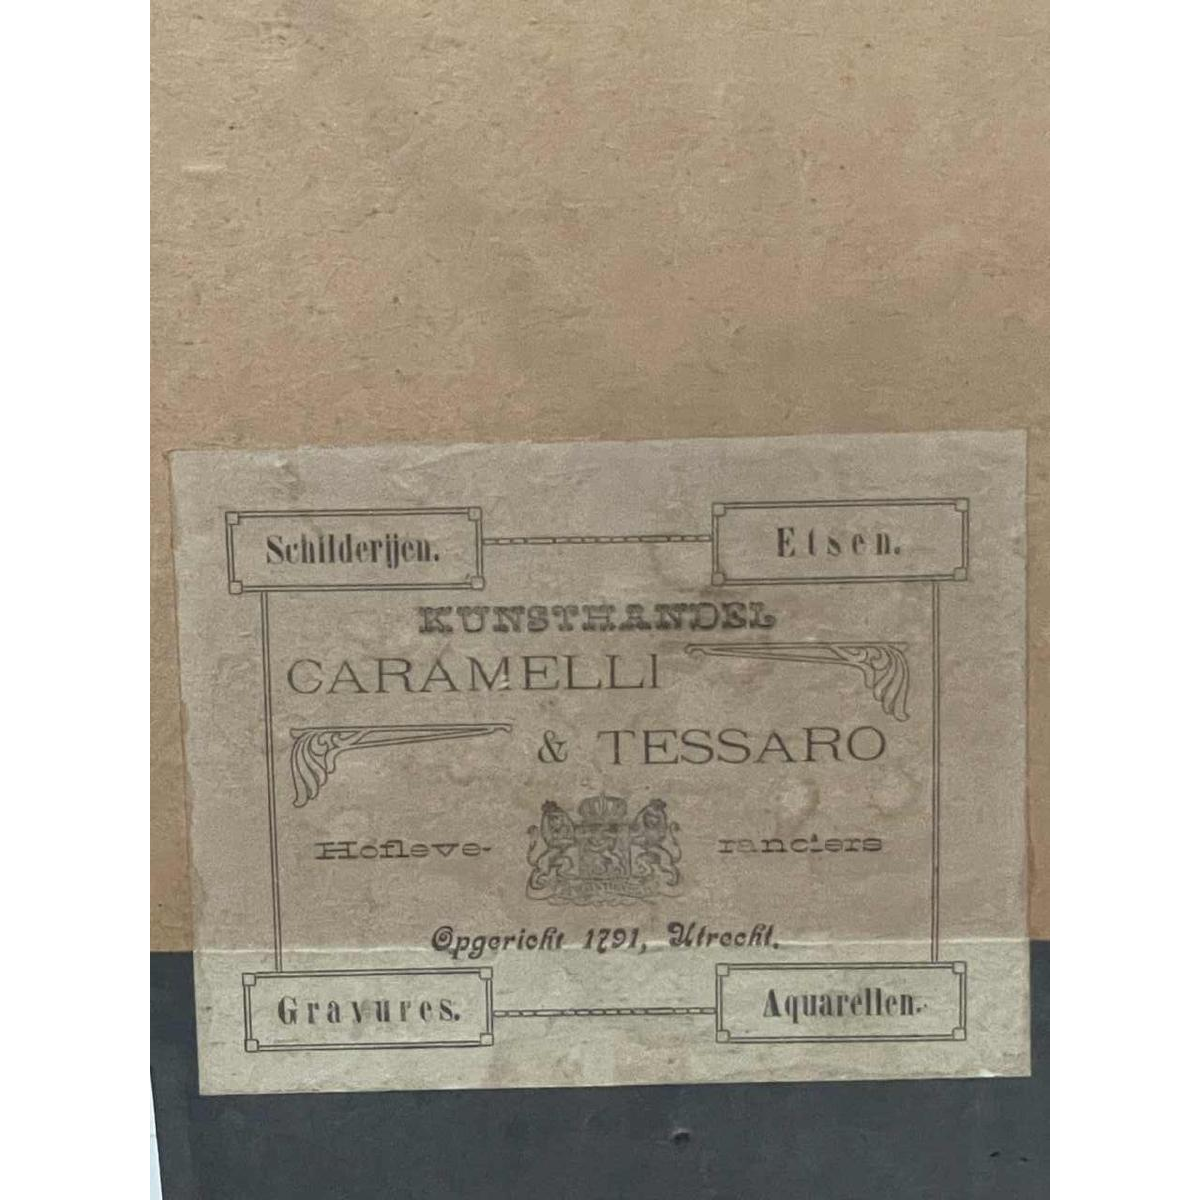 Schilderijen. Etsen.
KUNSTHANDEL
CARAMELLI
& TESSARO
Hofleve- ranciers
Opgericht 1791, Utrecht.
Gravures. Aquarellen.